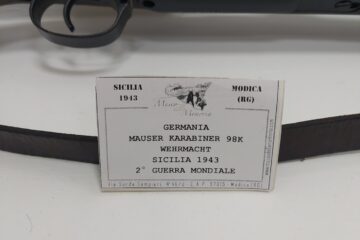 SICILIA
1943
MODICA
(RG)
GERMANIA
MAUSER KARABINER 98K
WEHRMACHT
SICILIA 1943
2° GUERRA MONDIALE